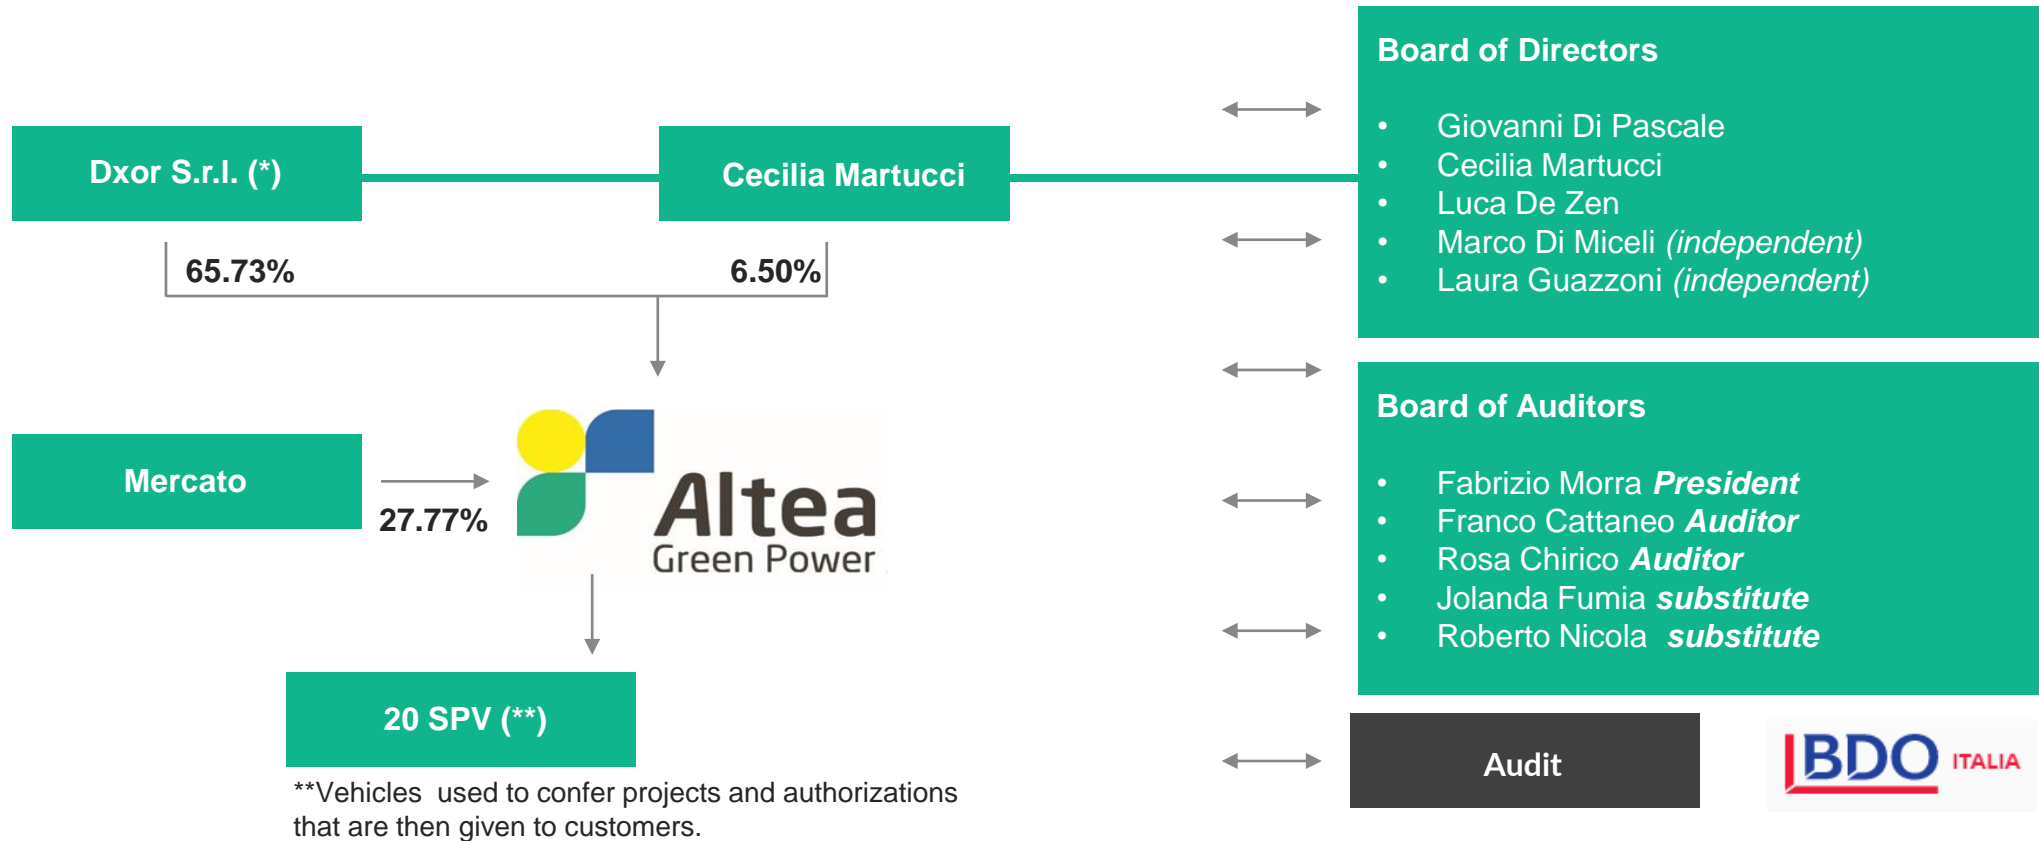 Dxor S.r.l. (*)
Cecilia Martucci
65.73%
6.50%
Mercato
27.77%
Altea
Green Power
20 SPV (**)
**Vehicles used to confer projects and authorizations
that are then given to customers.
Board of Directors
• Giovanni Di Pascale
• Cecilia Martucci
• Luca De Zen
• Marco Di Miceli (independent)
• Laura Guazzoni (independent)
Board of Auditors
• Fabrizio Morra President
• Franco Cattaneo Auditor
• Rosa Chirico Auditor
• Jolanda Fumia substitute
• Roberto Nicola substitute
Audit
BDO ITALIA